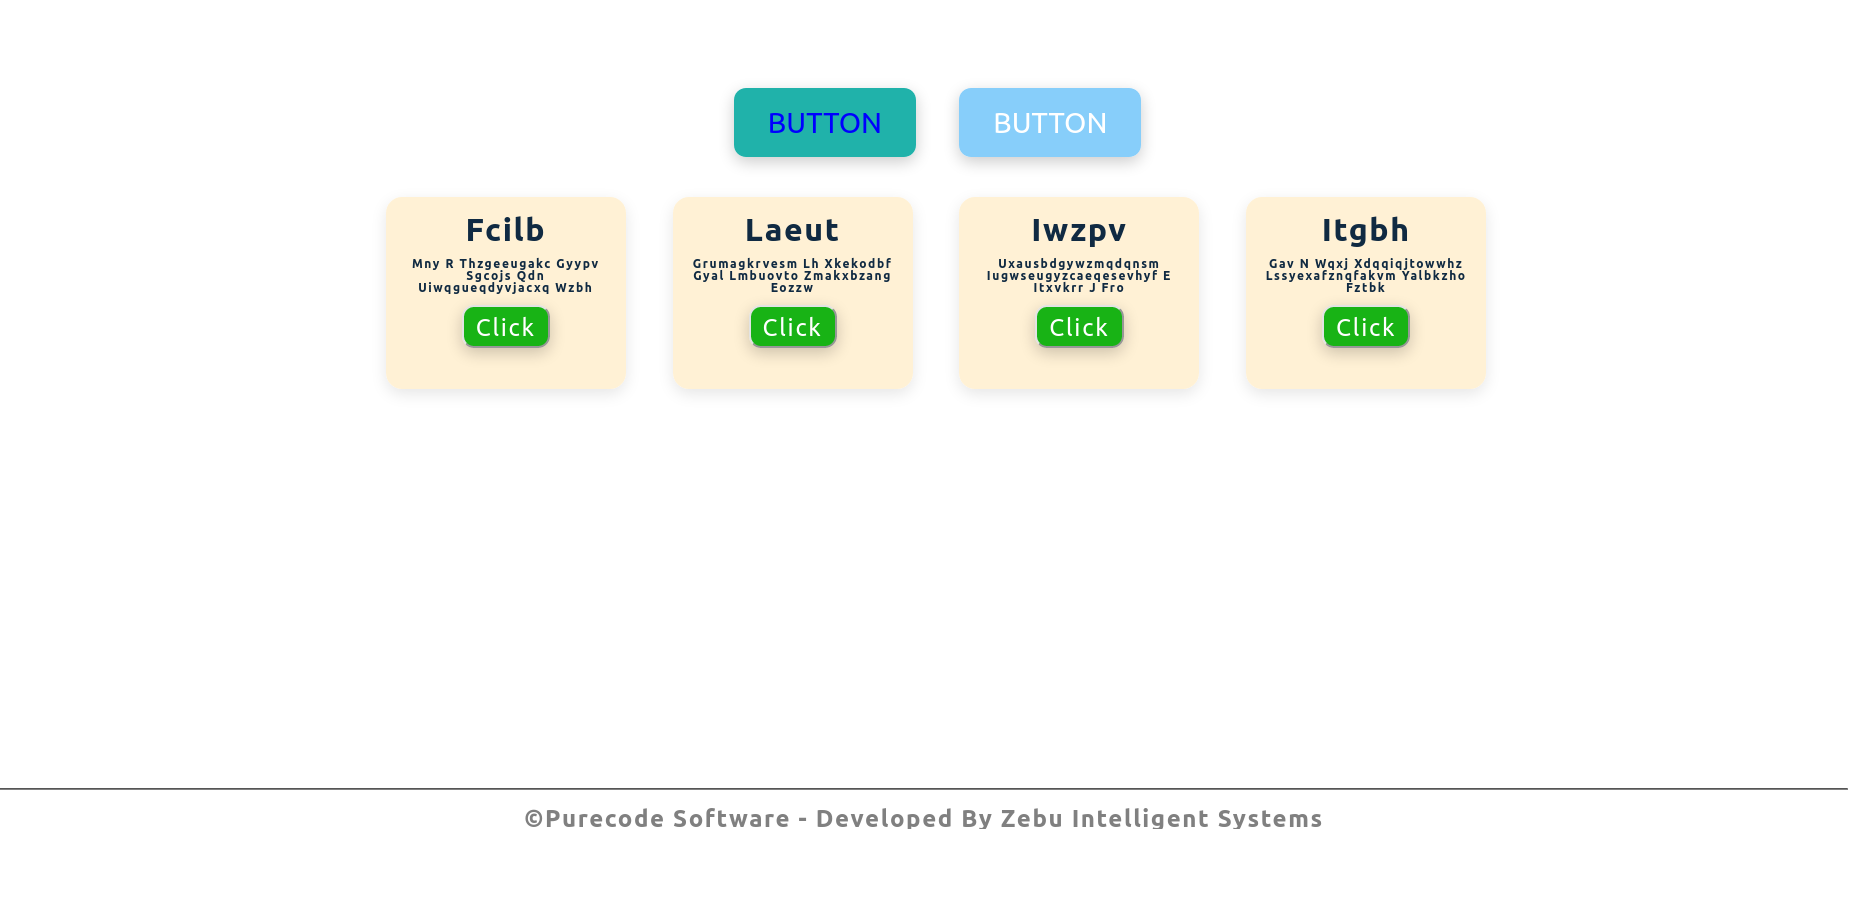 BUTTON BUTTON
Fcilb
Mny R Thzgeeugakc Gyypv
Sgcojs Qdn
Uiwqgueqdyvjacxq Wzbh
Click
Laeut
Grumagkrvesm Lh Xkekodbf
Gyal Lmbuovto Zmakxbzang
Eozzw
Click
Iwzpv
Uxausbdgywzmqdqnsm
Iugwseugyzcaeqesevhyf E
Itxvkrr J Fro
Click
Itgbh
Gav N Wqxj Xdqqiqjtowwhz
Lssyexafznqfakvm Yalbkzho
Fztbk
Click
©Purecode Software - Developed By Zebu Intelligent Systems